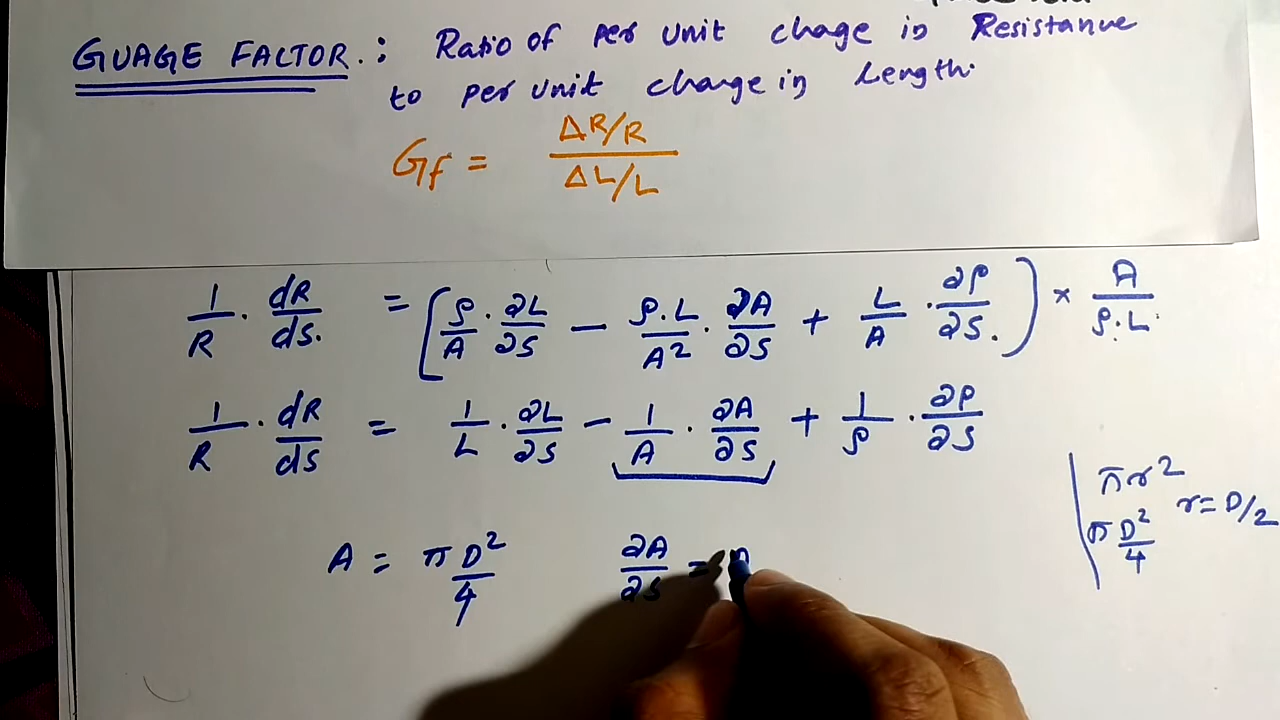 GUAGE FACTOR.: Ratio of per unit chage in Resistance
to per unit change in Length.
Gf = ΔR/R / ΔL/L
1/R . dR/ds. = [ρ/A . ∂L/∂s − ρ.L/A² . ∂A/∂s + L/A . ∂ρ/∂s.) × A/ρ.L.
1/R . dR/ds = 1/L . ∂L/∂s − 1/A . ∂A/∂s + 1/ρ . ∂ρ/∂s
πr² r = D/2
π D²/4
A = π D²/4 ∂A/∂s =